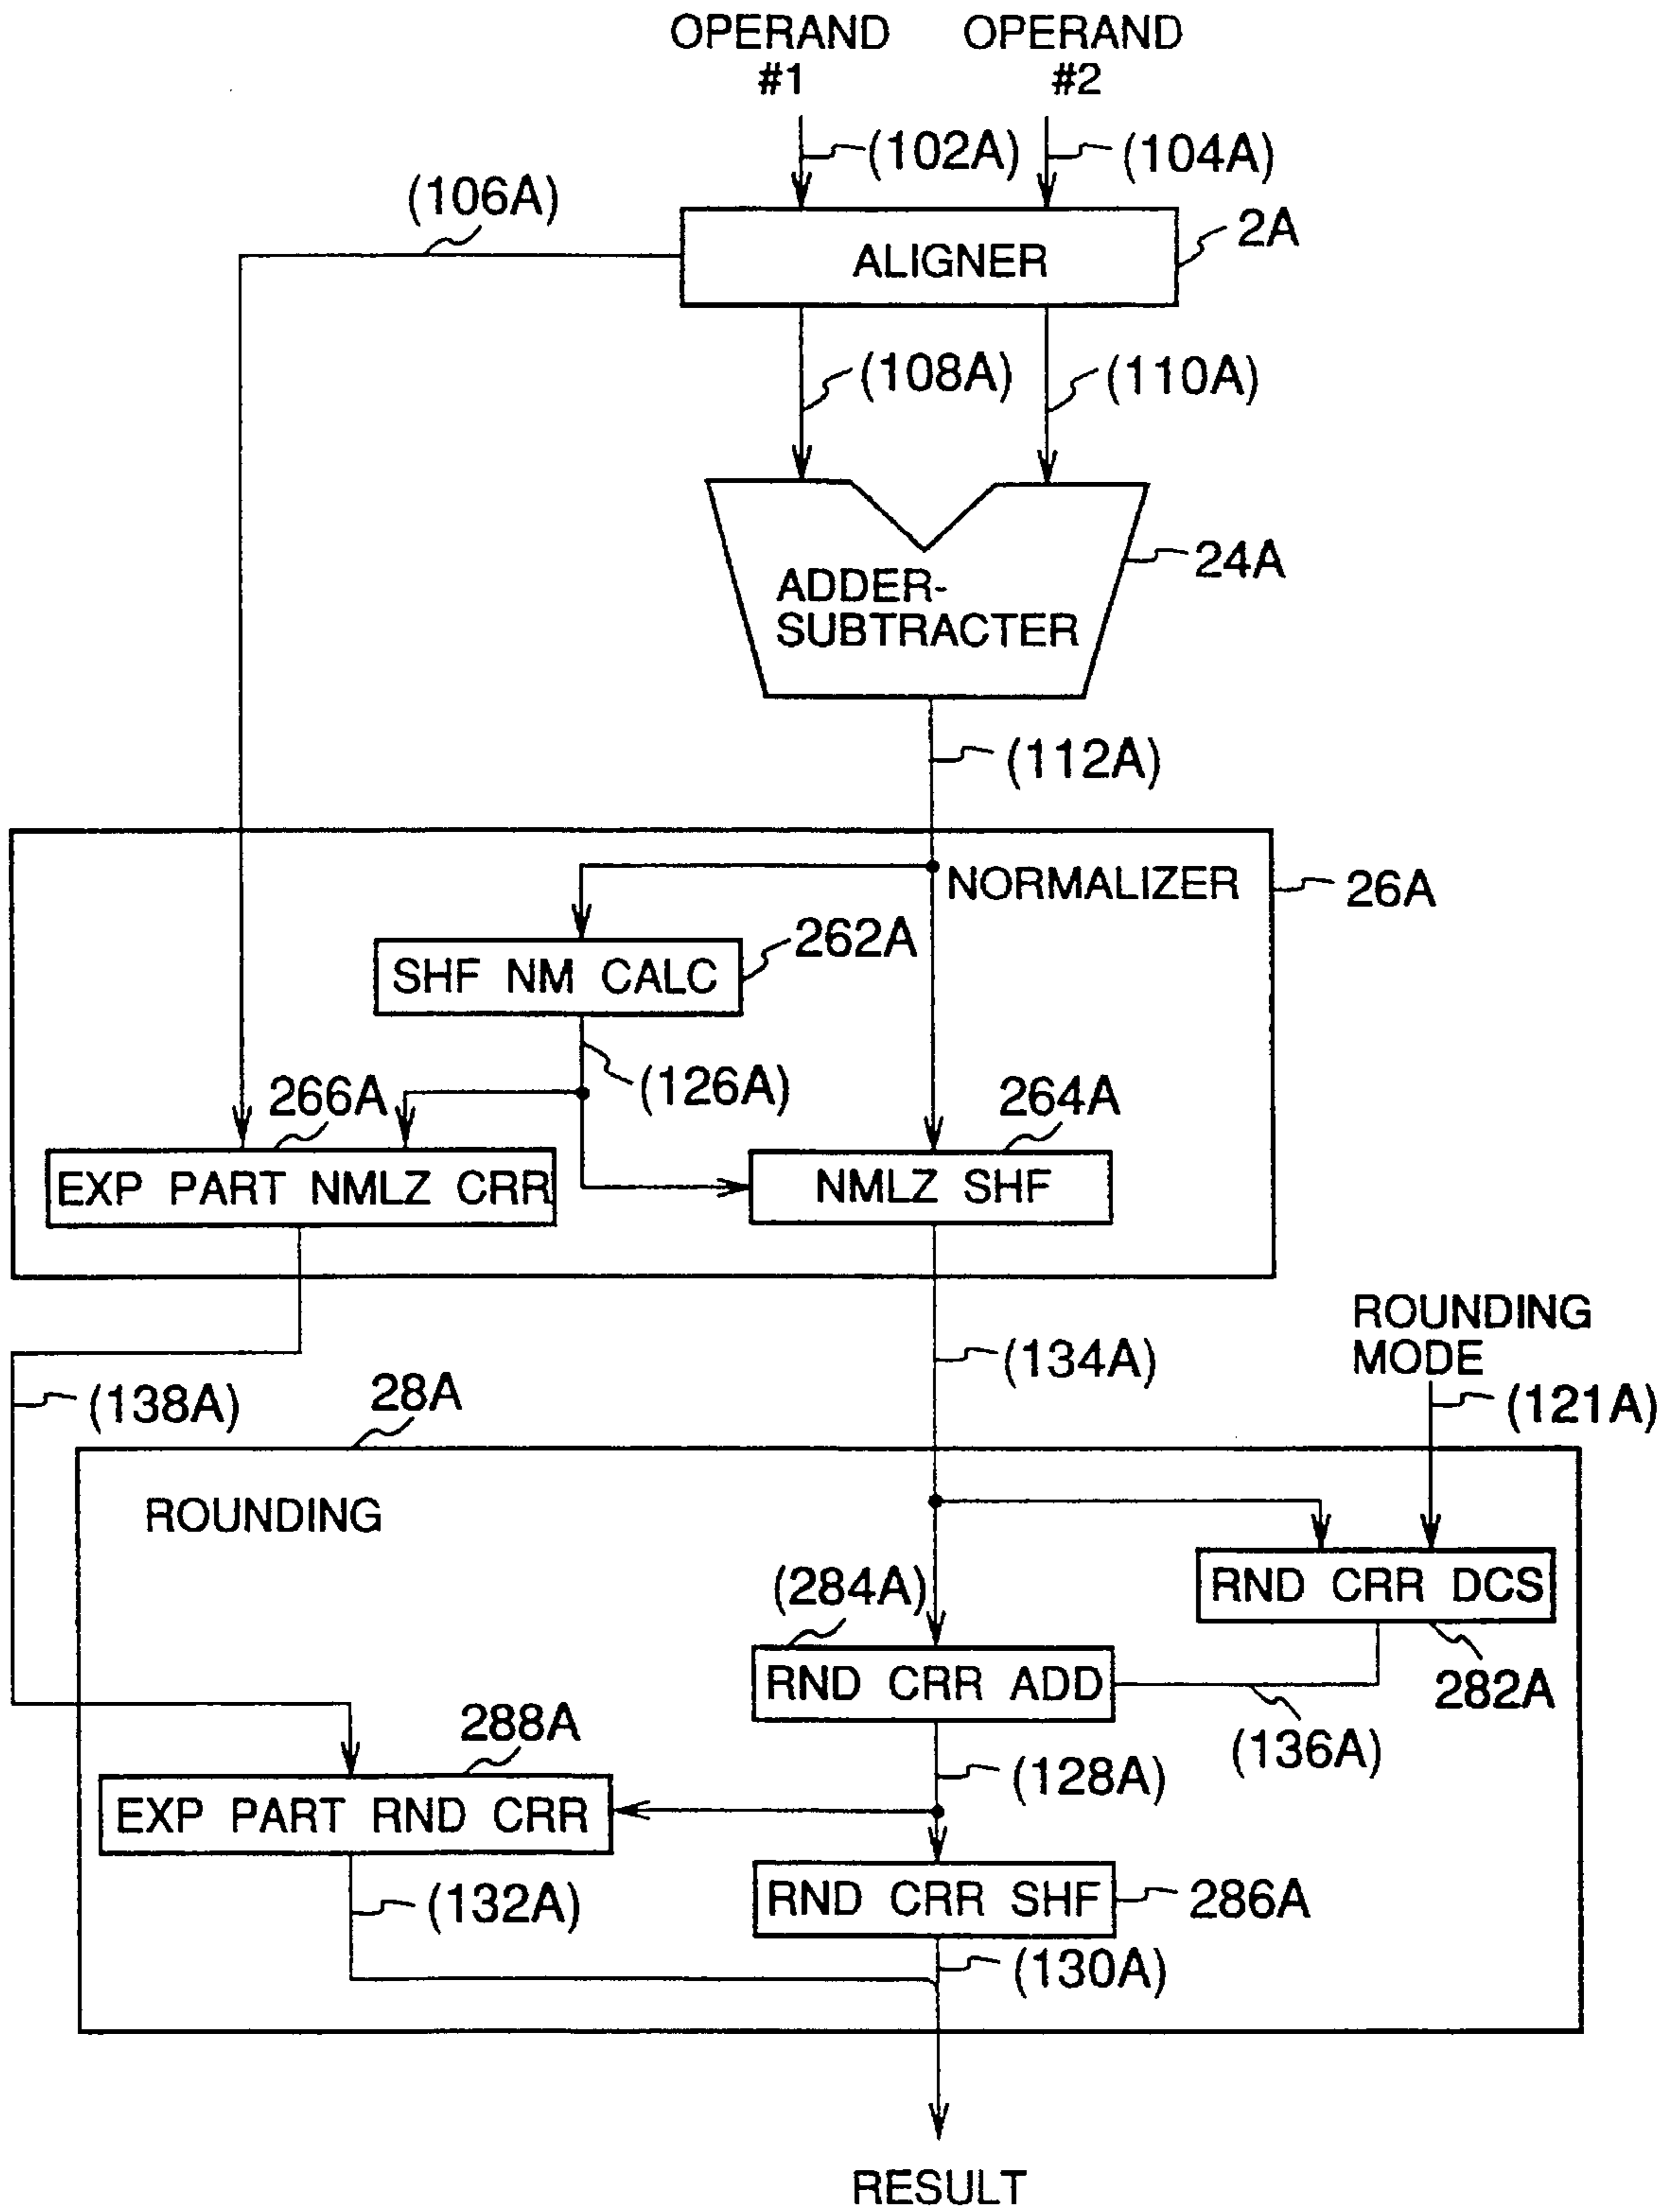 OPERAND
#1
OPERAND
#2
(102A)
(104A)
(106A)
2A
ALIGNER
(108A)
(110A)
24A
ADDER-
SUBTRACTER
(112A)
NORMALIZER
26A
262A
SHF NM CALC
(126A)
266A
264A
EXP PART NMLZ CRR
NMLZ SHF
ROUNDING
MODE
(134A)
(138A)
28A
(121A)
ROUNDING
RND CRR DCS
(284A)
RND CRR ADD
282A
288A
(136A)
(128A)
EXP PART RND CRR
RND CRR SHF
286A
(132A)
(130A)
RESULT